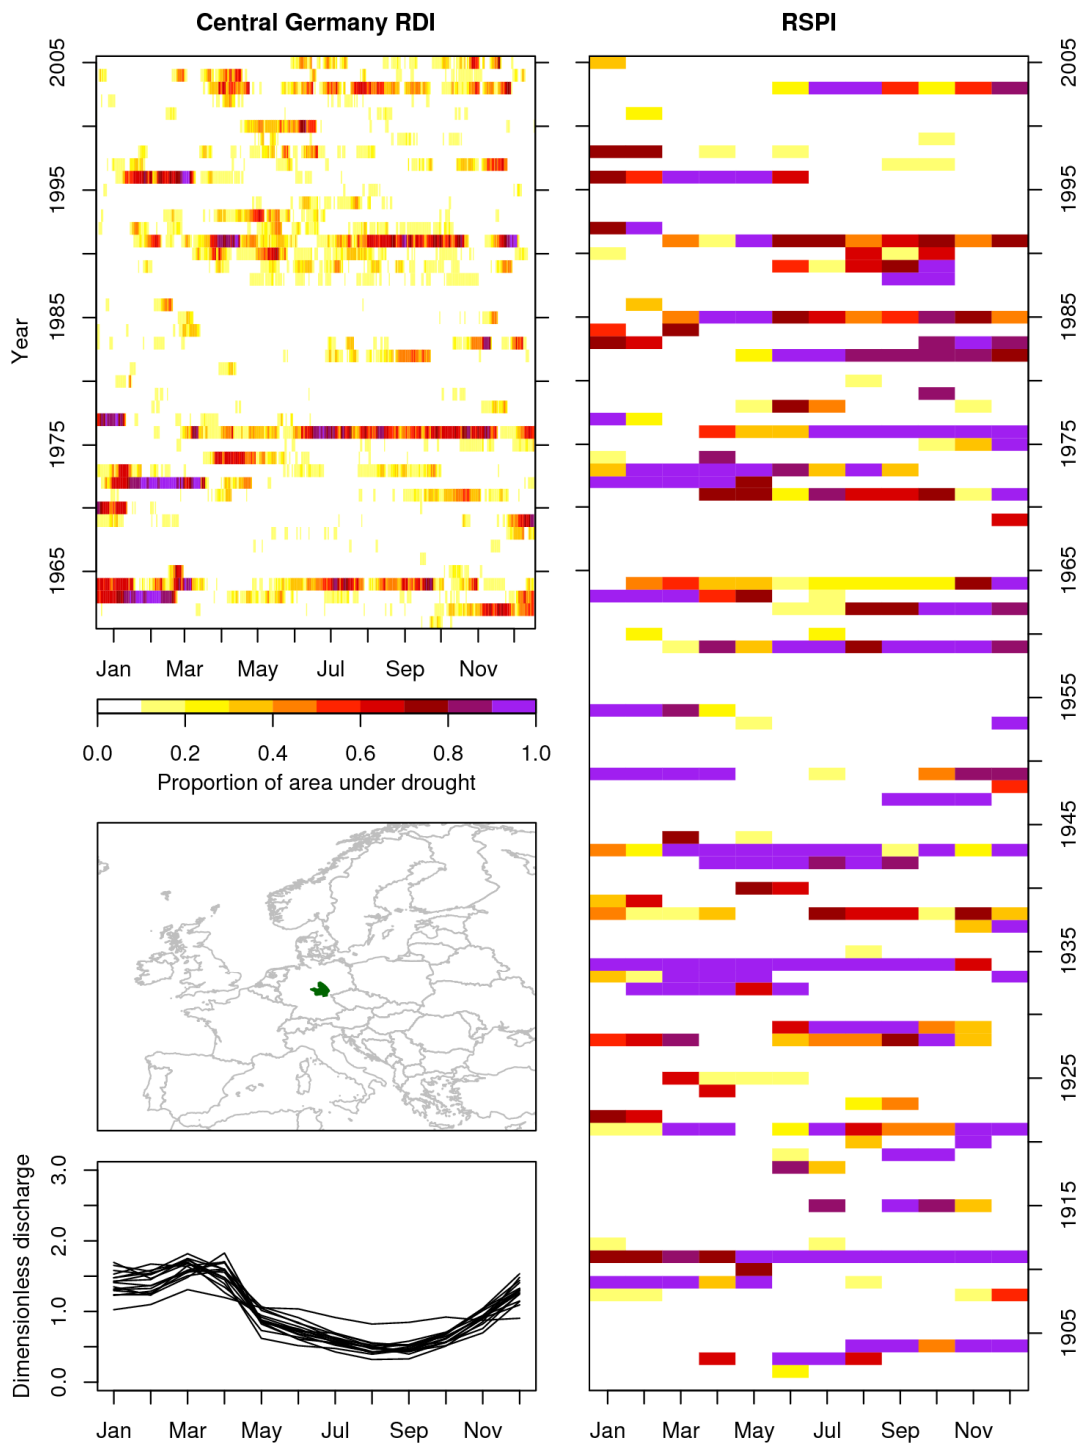 Central Germany RDI
RSPI
Year
2005
1995
1985
1975
1965
Jan Mar May Jul Sep Nov
0.0 0.2 0.4 0.6 0.8 1.0
Proportion of area under drought
Dimensionless discharge
3.0
2.0
1.0
0.0
Jan Mar May Jul Sep Nov
2005
1995
1985
1975
1965
1955
1945
1935
1925
1915
1905
Jan Mar May Jul Sep Nov